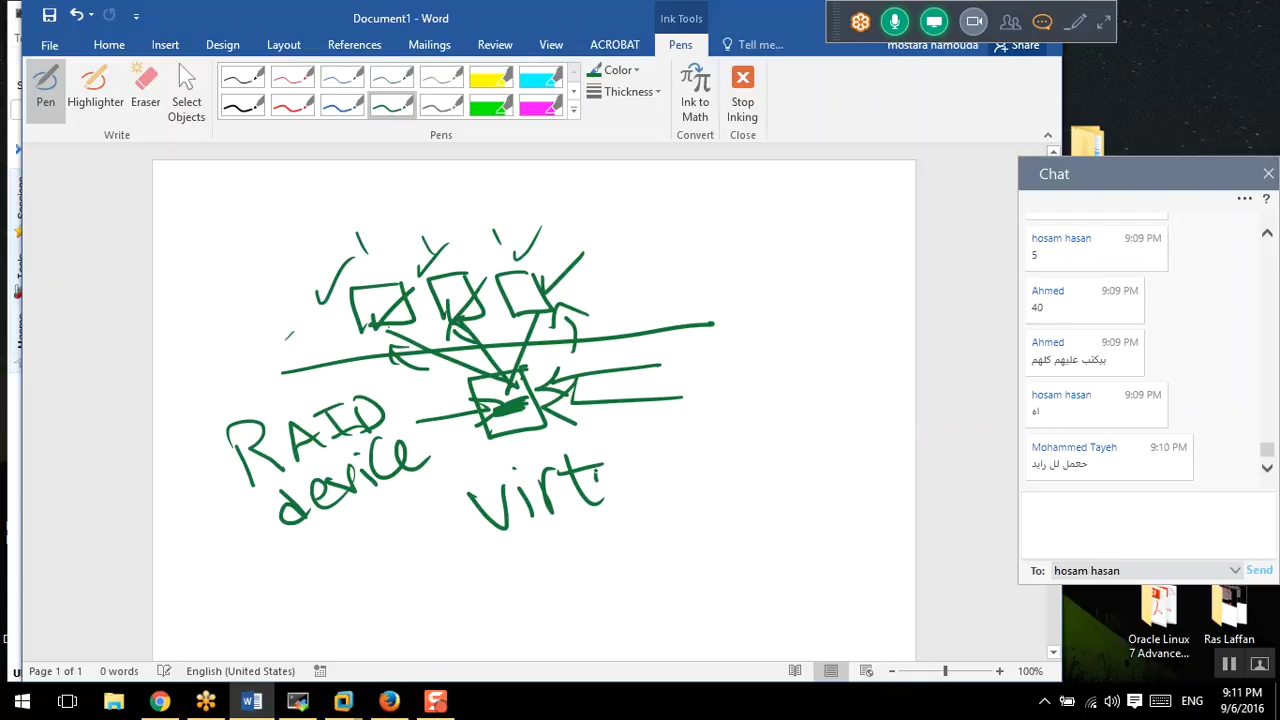 Document1 - Word
Ink Tools
File
Home
Insert
Design
Layout
References
Mailings
Review
View
ACROBAT
Pens
Tell me...
mostafa hamouda
Share
Pen
Highlighter
Eraser
Select Objects
Color
Thickness
Ink to Math
Stop Inking
Write
Pens
Convert
Close
RAID
device
virt
Chat
hosam hasan 9:09 PM
5
Ahmed 9:09 PM
40
Ahmed 9:09 PM
بيكتب عليهم كلهم
hosam hasan 9:09 PM
اه
Mohammed Tayeh 9:10 PM
حعمل لل رايد
To: hosam hasan
Send
Oracle Linux
7 Advance...
Ras Laffan
Page 1 of 1
0 words
English (United States)
100%
ENG
9:11 PM
9/6/2016